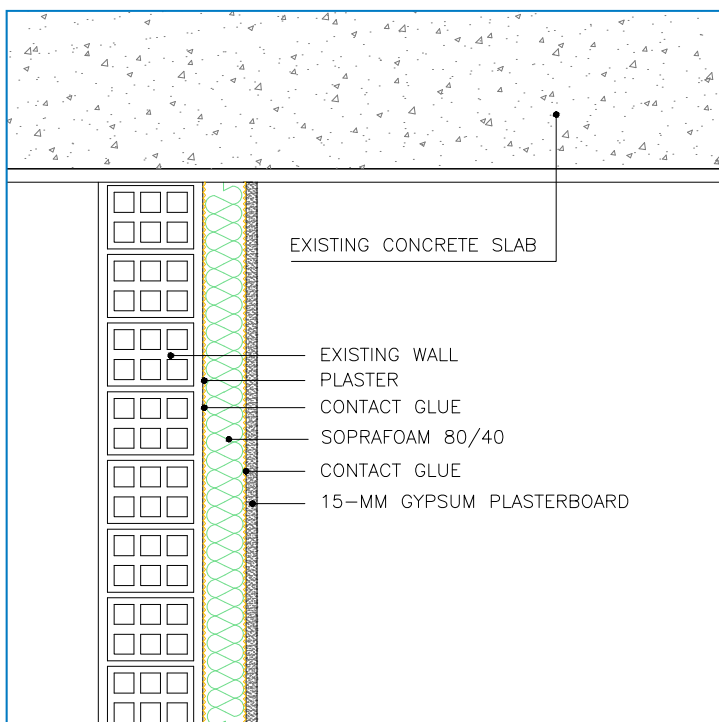 EXISTING CONCRETE SLAB
EXISTING WALL
PLASTER
CONTACT GLUE
SOPRAFOAM 80/40
CONTACT GLUE
15-MM GYPSUM PLASTERBOARD